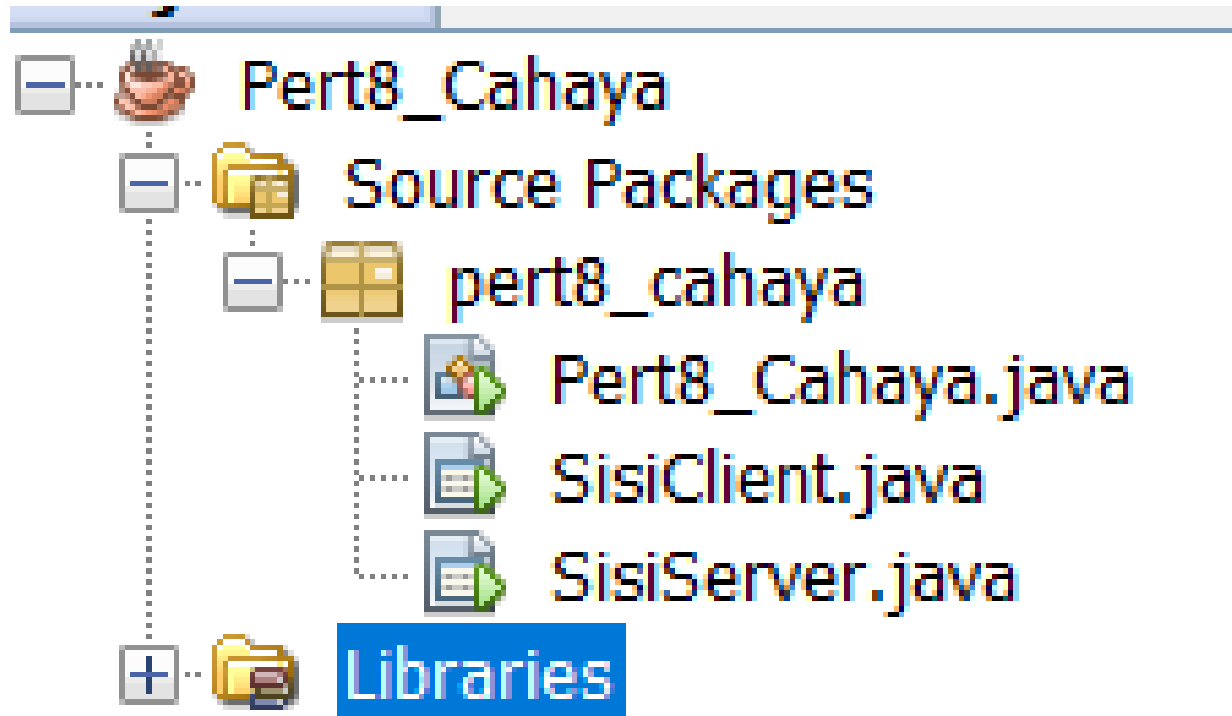 Pert8_Cahaya
Source Packages
pert8_cahaya
Pert8_Cahaya.java
SisiClient.java
SisiServer.java
Libraries